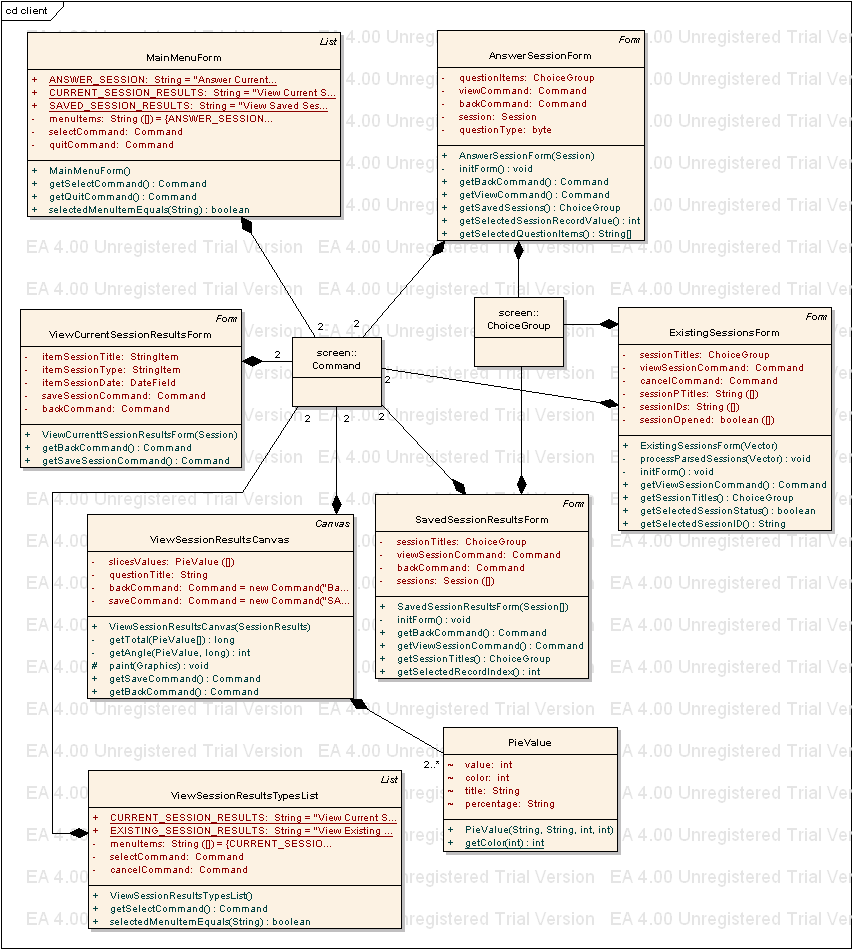 cd client
List
MainMenuForm
+ ANSWER_SESSION: String = "Answer Current...
+ CURRENT_SESSION_RESULTS: String = "View Current S...
+ SAVED_SESSION_RESULTS: String = "View Saved Ses...
- menuItems: String ([]) = {ANSWER_SESSION...
- selectCommand: Command
- quitCommand: Command
+ MainMenuForm()
+ getSelectCommand() : Command
+ getQuitCommand() : Command
+ selectedMenuItemEquals(String) : boolean
Form
AnswerSessionForm
- questionItems: ChoiceGroup
- viewCommand: Command
- backCommand: Command
- session: Session
- questionType: byte
+ AnswerSessionForm(Session)
- initForm() : void
+ getBackCommand() : Command
+ getViewCommand() : Command
+ getSavedSessions() : ChoiceGroup
+ getSelectedSessionRecordValue() : int
+ getSelectedQuestionItems() : String[]
Form
ViewCurrentSessionResultsForm
- itemSessionTitle: StringItem
- itemSessionType: StringItem
- itemSessionDate: DateField
- saveSessionCommand: Command
- backCommand: Command
+ ViewCurrenttSessionResultsForm(Session)
+ getBackCommand() : Command
+ getSaveSessionCommand() : Command
2
2
2
screen::
Command
2
2
2
2
screen::
ChoiceGroup
Form
ExistingSessionsForm
- sessionTitles: ChoiceGroup
- viewSessionCommand: Command
- cancelCommand: Command
- sessionPTitles: String ([])
- sessionIDs: String ([])
- sessionOpened: boolean ([])
+ ExistingSessionsForm(Vector)
- processParsedSessions(Vector) : void
- initForm() : void
+ getViewSessionCommand() : Command
+ getSessionTitles() : ChoiceGroup
+ getSelectedSessionStatus() : boolean
+ getSelectedSessionID() : String
Canvas
ViewSessionResultsCanvas
- slicesValues: PieValue ([])
- questionTitle: String
- backCommand: Command = new Command("Ba...
- saveCommand: Command = new Command("SA...
+ ViewSessionResultsCanvas(SessionResults)
- getTotal(PieValue[]) : long
- getAngle(PieValue, long) : int
# paint(Graphics) : void
+ getSaveCommand() : Command
+ getBackCommand() : Command
Form
SavedSessionResultsForm
- sessionTitles: ChoiceGroup
- viewSessionCommand: Command
- backCommand: Command
- sessions: Session ([])
+ SavedSessionResultsForm(Session[])
- initForm() : void
+ getBackCommand() : Command
+ getViewSessionCommand() : Command
+ getSessionTitles() : ChoiceGroup
+ getSelectedRecordIndex() : int
2..*
PieValue
~ value: int
~ color: int
~ title: String
~ percentage: String
+ PieValue(String, String, int, int)
+ getColor(int) : int
List
ViewSessionResultsTypesList
+ CURRENT_SESSION_RESULTS: String = "View Current S...
+ EXISTING_SESSION_RESULTS: String = "View Existing ...
- menuItems: String ([]) = {CURRENT_SESSIO...
- selectCommand: Command
- cancelCommand: Command
+ ViewSessionResultsTypesList()
+ getSelectCommand() : Command
+ selectedMenuItemEquals(String) : boolean
EA 4.00 Unregistered Trial Version